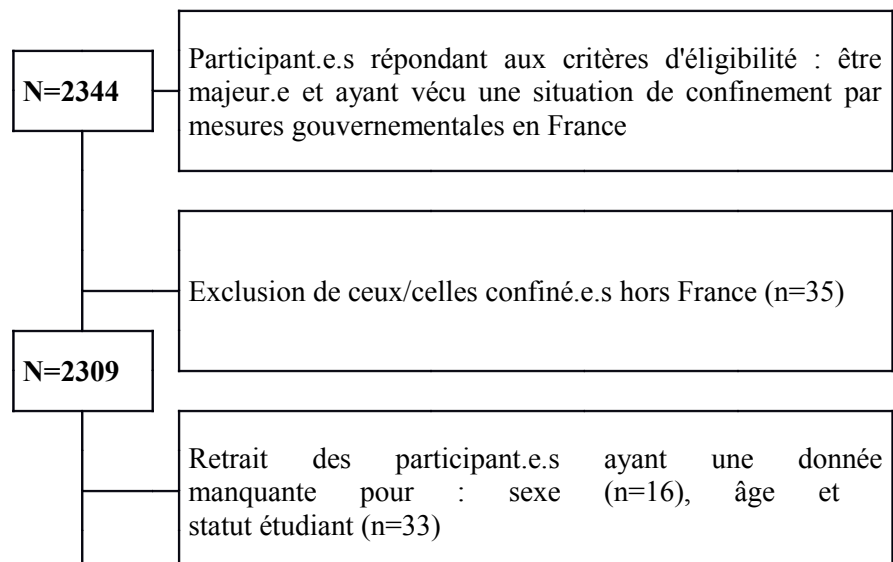 N=2344
Participant.e.s répondant aux critères d'éligibilité : être
majeur.e et ayant vécu une situation de confinement par
mesures gouvernementales en France
Exclusion de ceux/celles confiné.e.s hors France (n=35)
N=2309
Retrait des participant.e.s ayant une donnée
manquante pour : sexe (n=16), âge et
statut étudiant (n=33)